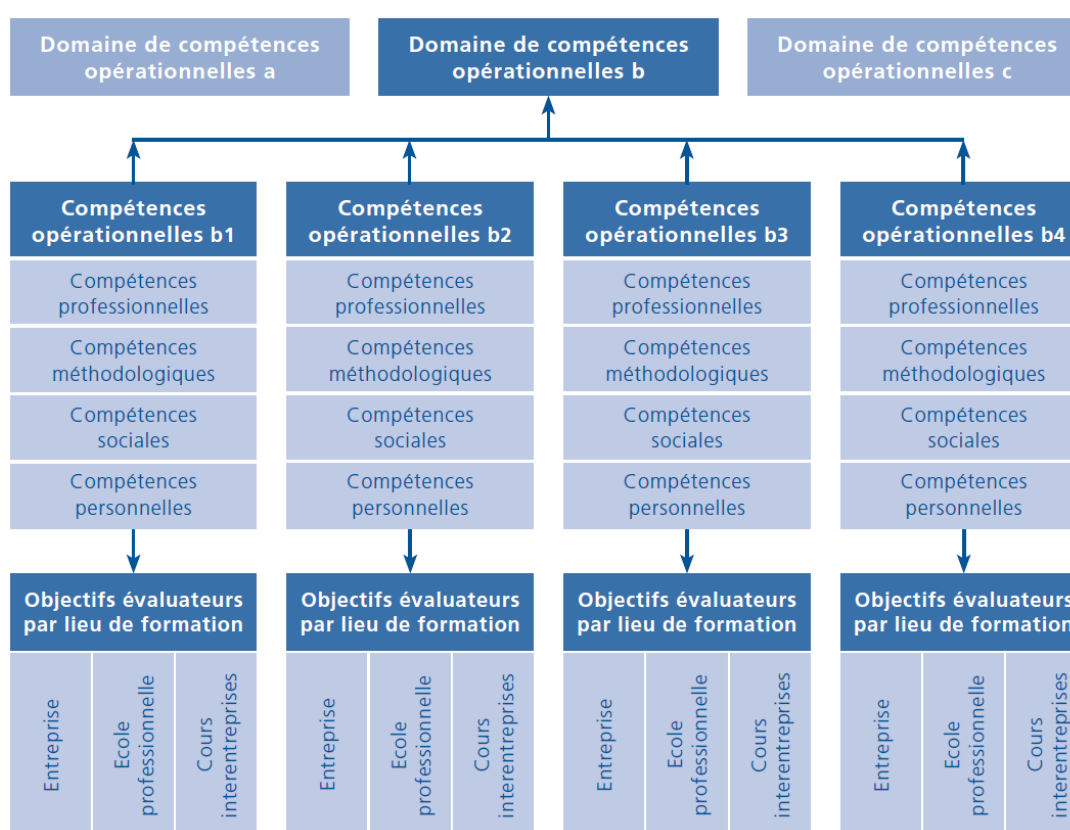 Domaine de compétences
opérationnelles a
Domaine de compétences
opérationnelles b
Domaine de compétences
opérationnelles c
Compétences
opérationnelles b1
Compétences
professionnelles
Compétences
méthodologiques
Compétences
sociales
Compétences
personnelles
Objectifs évaluateurs
par lieu de formation
Entreprise
Ecole
professionnelle
Cours
interentreprises
Compétences
opérationnelles b2
Compétences
professionnelles
Compétences
méthodologiques
Compétences
sociales
Compétences
personnelles
Objectifs évaluateurs
par lieu de formation
Entreprise
Ecole
professionnelle
Cours
interentreprises
Compétences
opérationnelles b3
Compétences
professionnelles
Compétences
méthodologiques
Compétences
sociales
Compétences
personnelles
Objectifs évaluateurs
par lieu de formation
Entreprise
Ecole
professionnelle
Cours
interentreprises
Compétences
opérationnelles b4
Compétences
professionnelles
Compétences
méthodologiques
Compétences
sociales
Compétences
personnelles
Objectifs évaluateurs
par lieu de formation
Entreprise
Ecole
professionnelle
Cours
interentreprises